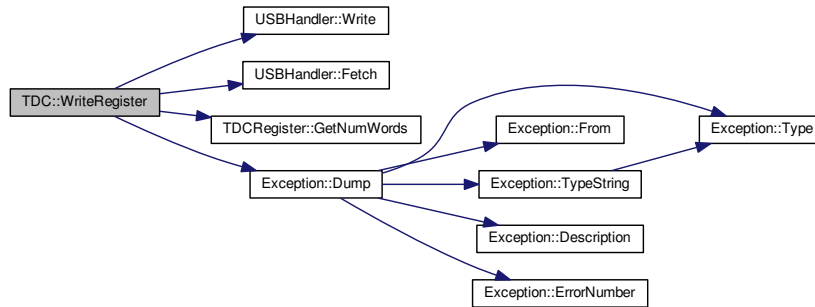 USBHandler::Write
USBHandler::Fetch
TDC::WriteRegister
TDCRegister::GetNumWords
Exception::From
Exception::Type
Exception::Dump
Exception::TypeString
Exception::Description
Exception::ErrorNumber